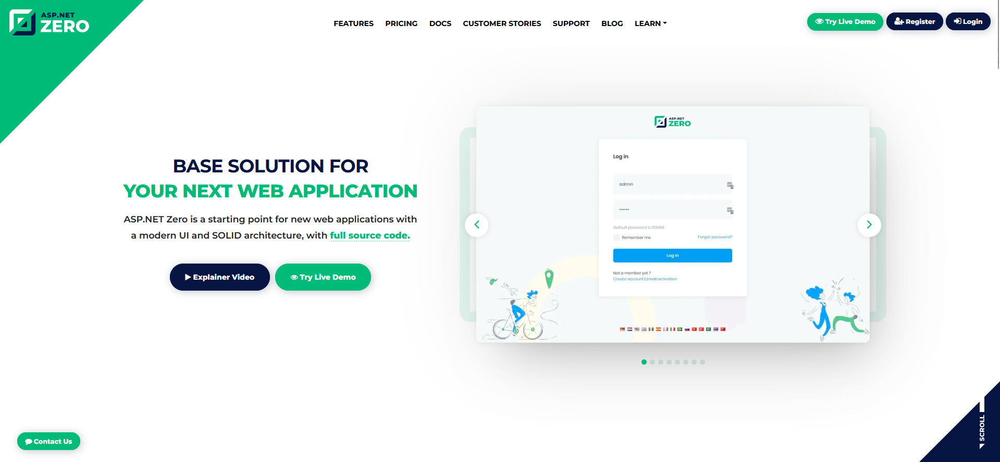 ASP.NET
ZERO
FEATURES PRICING DOCS CUSTOMER STORIES SUPPORT BLOG LEARN
Try Live Demo
Register
Login
BASE SOLUTION FOR
YOUR NEXT WEB APPLICATION
ASP.NET Zero is a starting point for new web applications with
a modern UI and SOLID architecture, with full source code.
Explainer Video
Try Live Demo
ASP.NET
ZERO
Log in
admin
••••••
Default password is 123456
Remember me
Forgot password?
Log in
Not a member yet ?
Create account | Email activation
Contact Us
SCROLL